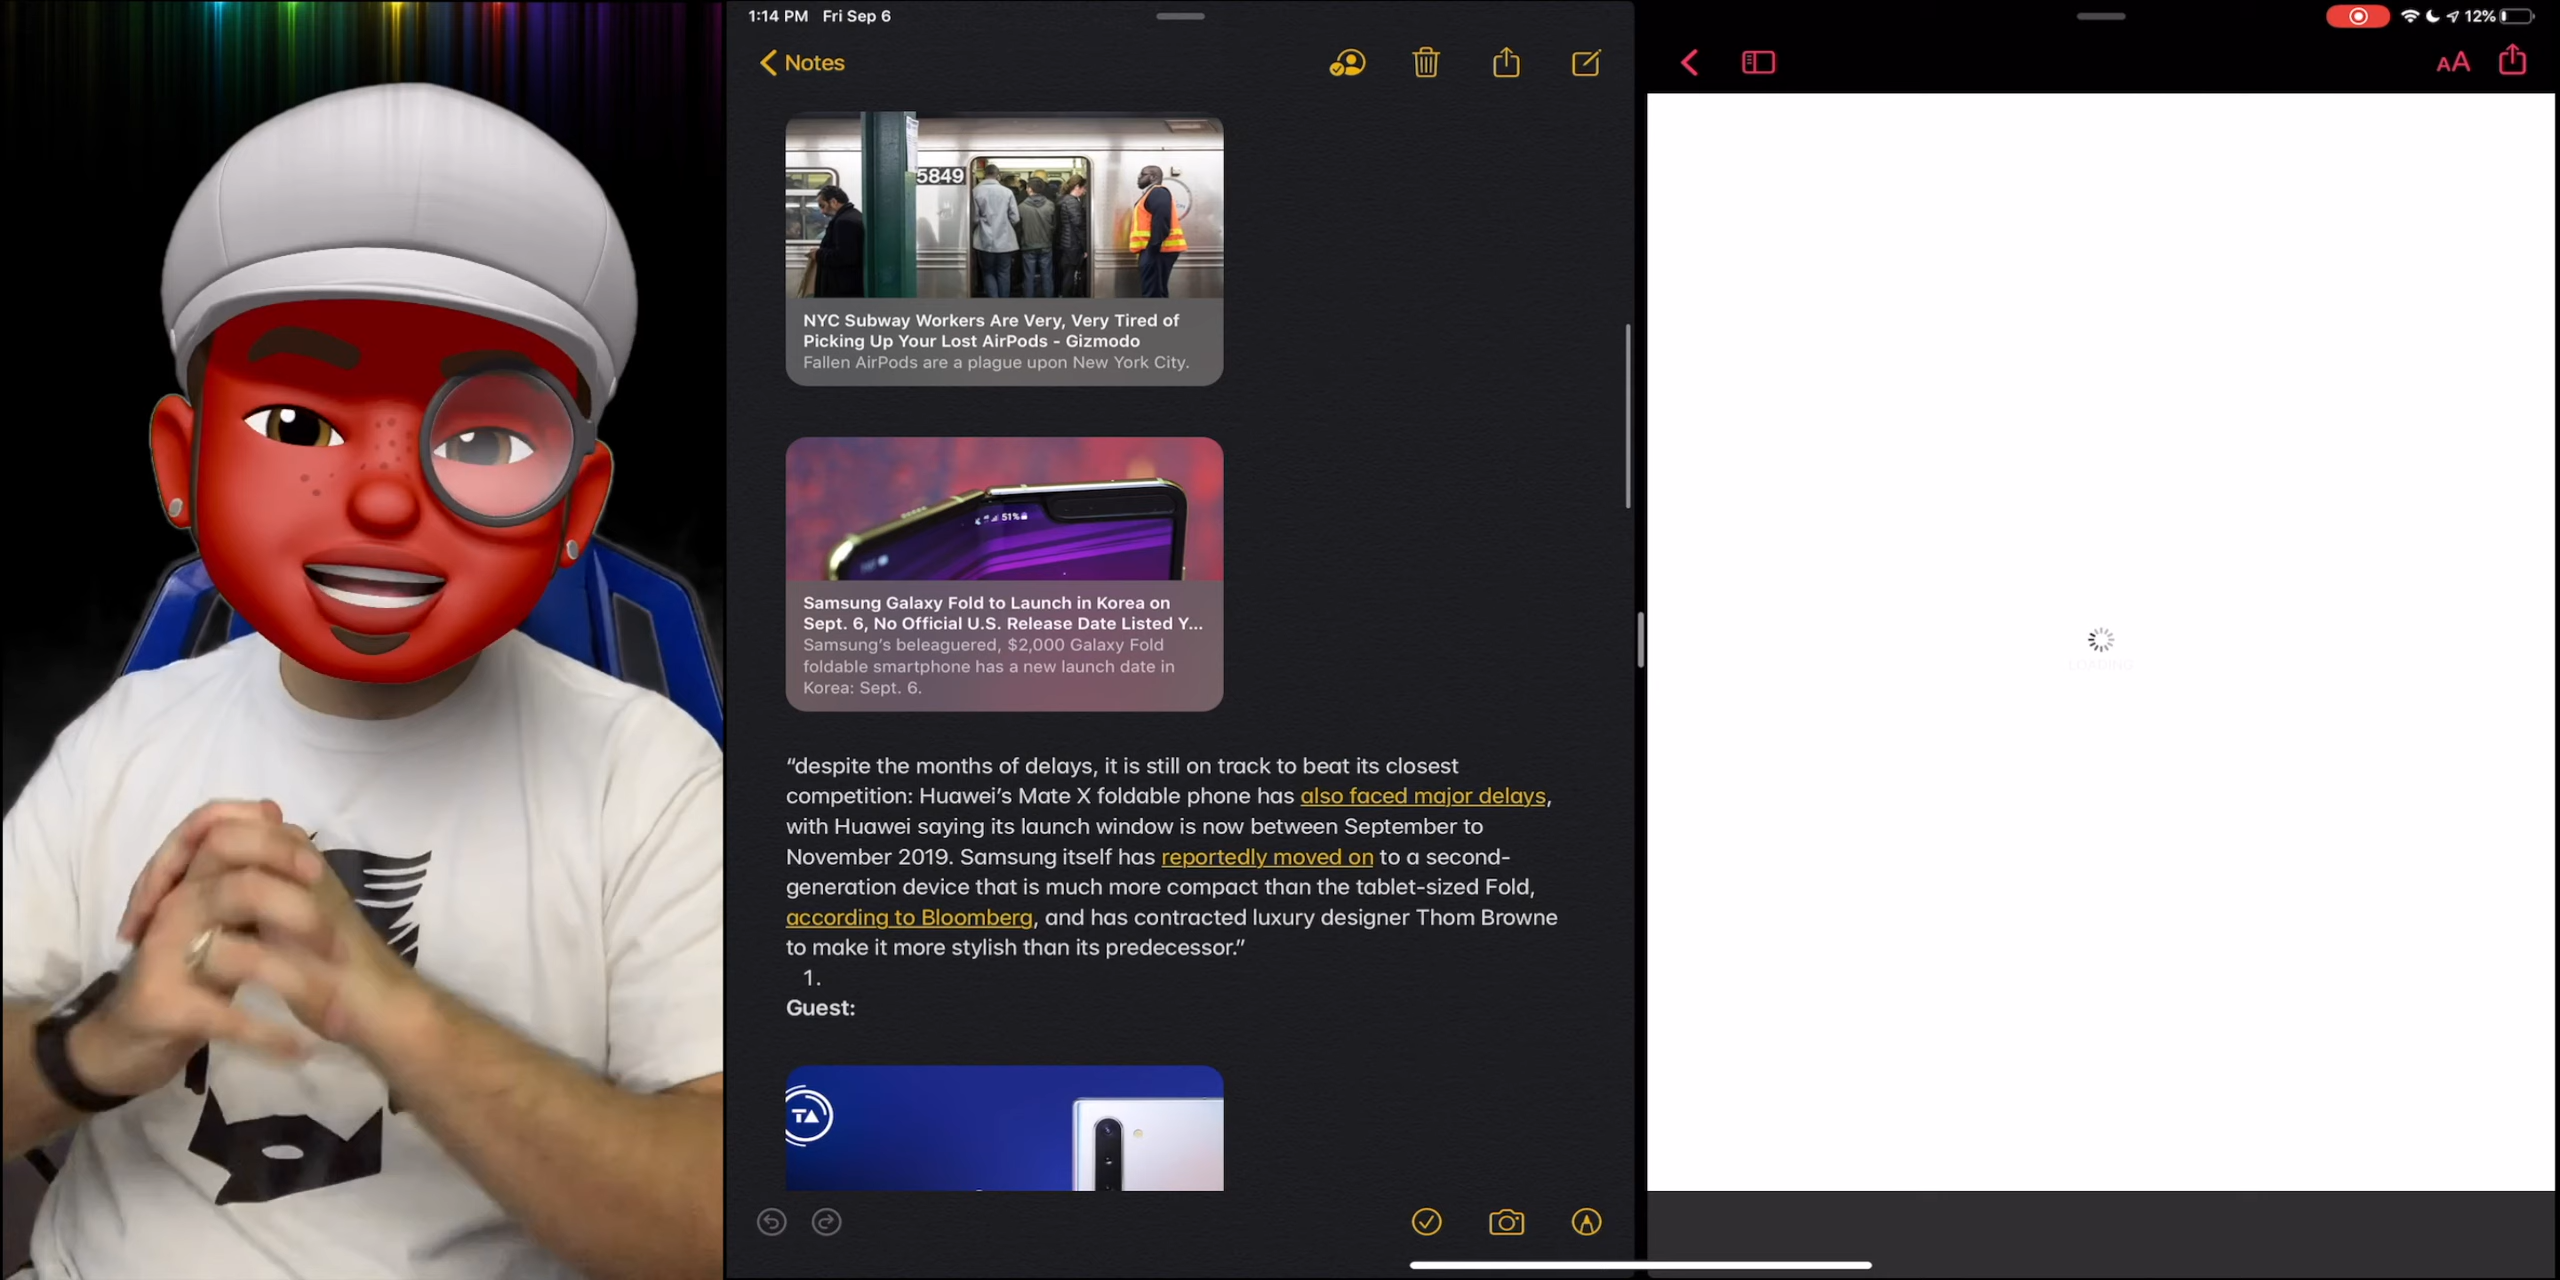 1:14 PM Fri Sep 6
12%
Notes
AA
5849
NYC Subway Workers Are Very, Very Tired of
Picking Up Your Lost AirPods - Gizmodo
Fallen AirPods are a plague upon New York City.
51%
Samsung Galaxy Fold to Launch in Korea on
Sept. 6, No Official U.S. Release Date Listed Y...
Samsung's beleaguered, $2,000 Galaxy Fold
foldable smartphone has a new launch date in
Korea: Sept. 6.
LOADING
“despite the months of delays, it is still on track to beat its closest
competition: Huawei’s Mate X foldable phone has also faced major delays,
with Huawei saying its launch window is now between September to
November 2019. Samsung itself has reportedly moved on to a second-
generation device that is much more compact than the tablet-sized Fold,
according to Bloomberg, and has contracted luxury designer Thom Browne
to make it more stylish than its predecessor.”
1.
Guest:
TA